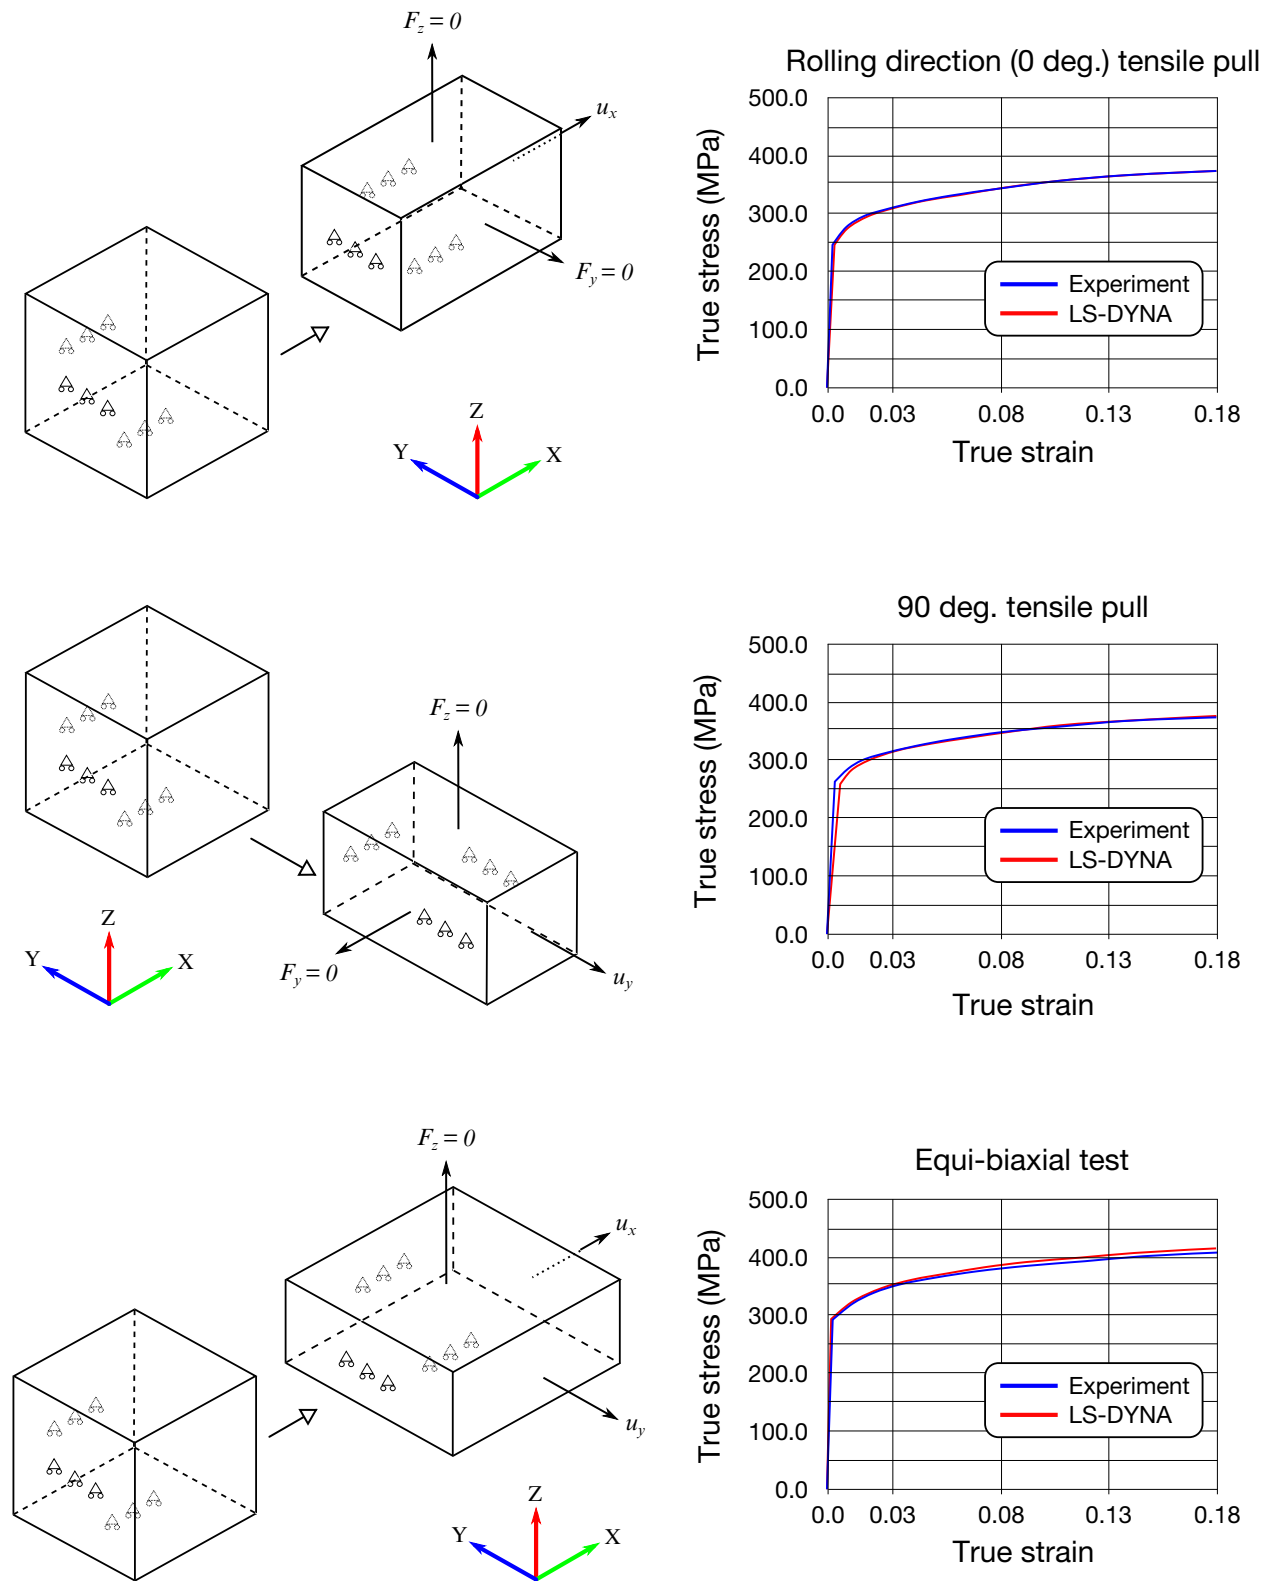 F_z = 0
u_x
F_y = 0
Z
Y
X
Rolling direction (0 deg.) tensile pull
True stress (MPa)
500.0
400.0
300.0
200.0
100.0
0.0
Experiment
LS-DYNA
0.0 0.03 0.08 0.13 0.18
True strain
F_z = 0
F_y = 0
u_y
Z
Y
X
90 deg. tensile pull
True stress (MPa)
500.0
400.0
300.0
200.0
100.0
0.0
Experiment
LS-DYNA
0.0 0.03 0.08 0.13 0.18
True strain
F_z = 0
u_x
u_y
Z
Y
X
Equi-biaxial test
True stress (MPa)
500.0
400.0
300.0
200.0
100.0
0.0
Experiment
LS-DYNA
0.0 0.03 0.08 0.13 0.18
True strain